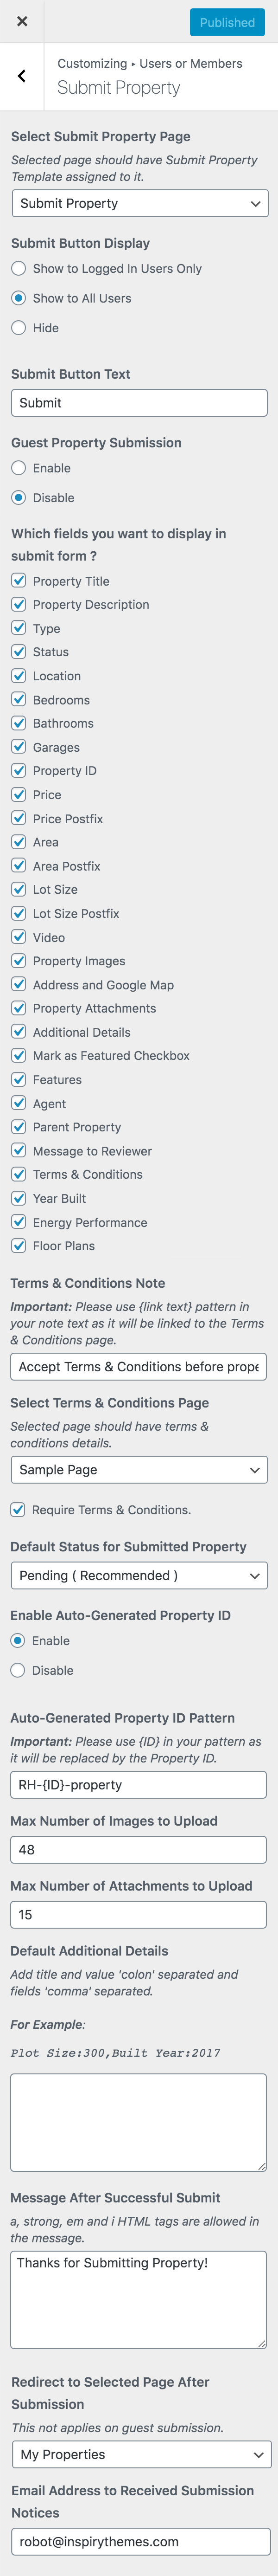 Published
Customizing ▸ Users or Members
Submit Property
Select Submit Property Page
Selected page should have Submit Property
Template assigned to it.
Submit Property
Submit Button Display
Show to Logged In Users Only
Show to All Users
Hide
Submit Button Text
Submit
Guest Property Submission
Enable
Disable
Which fields you want to display in
submit form ?
Property Title
Property Description
Type
Status
Location
Bedrooms
Bathrooms
Garages
Property ID
Price
Price Postfix
Area
Area Postfix
Lot Size
Lot Size Postfix
Video
Property Images
Address and Google Map
Property Attachments
Additional Details
Mark as Featured Checkbox
Features
Agent
Parent Property
Message to Reviewer
Terms & Conditions
Year Built
Energy Performance
Floor Plans
Terms & Conditions Note
Important: Please use {link text} pattern in
your note text as it will be linked to the Terms
& Conditions page.
Accept Terms & Conditions before prope
Select Terms & Conditions Page
Selected page should have terms &
conditions details.
Sample Page
Require Terms & Conditions.
Default Status for Submitted Property
Pending ( Recommended )
Enable Auto-Generated Property ID
Enable
Disable
Auto-Generated Property ID Pattern
Important: Please use {ID} in your pattern as
it will be replaced by the Property ID.
RH-{ID}-property
Max Number of Images to Upload
48
Max Number of Attachments to Upload
15
Default Additional Details
Add title and value 'colon' separated and
fields 'comma' separated.
For Example:
Plot Size:300,Built Year:2017
Message After Successful Submit
a, strong, em and i HTML tags are allowed in
the message.
Thanks for Submitting Property!
Redirect to Selected Page After
Submission
This not applies on guest submission.
My Properties
Email Address to Received Submission
Notices
robot@inspirythemes.com